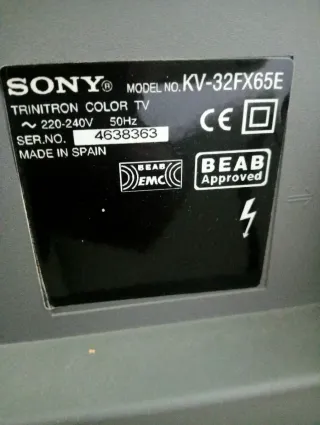 SONY® MODEL NO. KV-32FX65E
TRINITRON COLOR TV
~ 220-240V 50Hz
SER.NO. 4638363
MADE IN SPAIN
CE
BEAB
EMC
BEAB
Approved